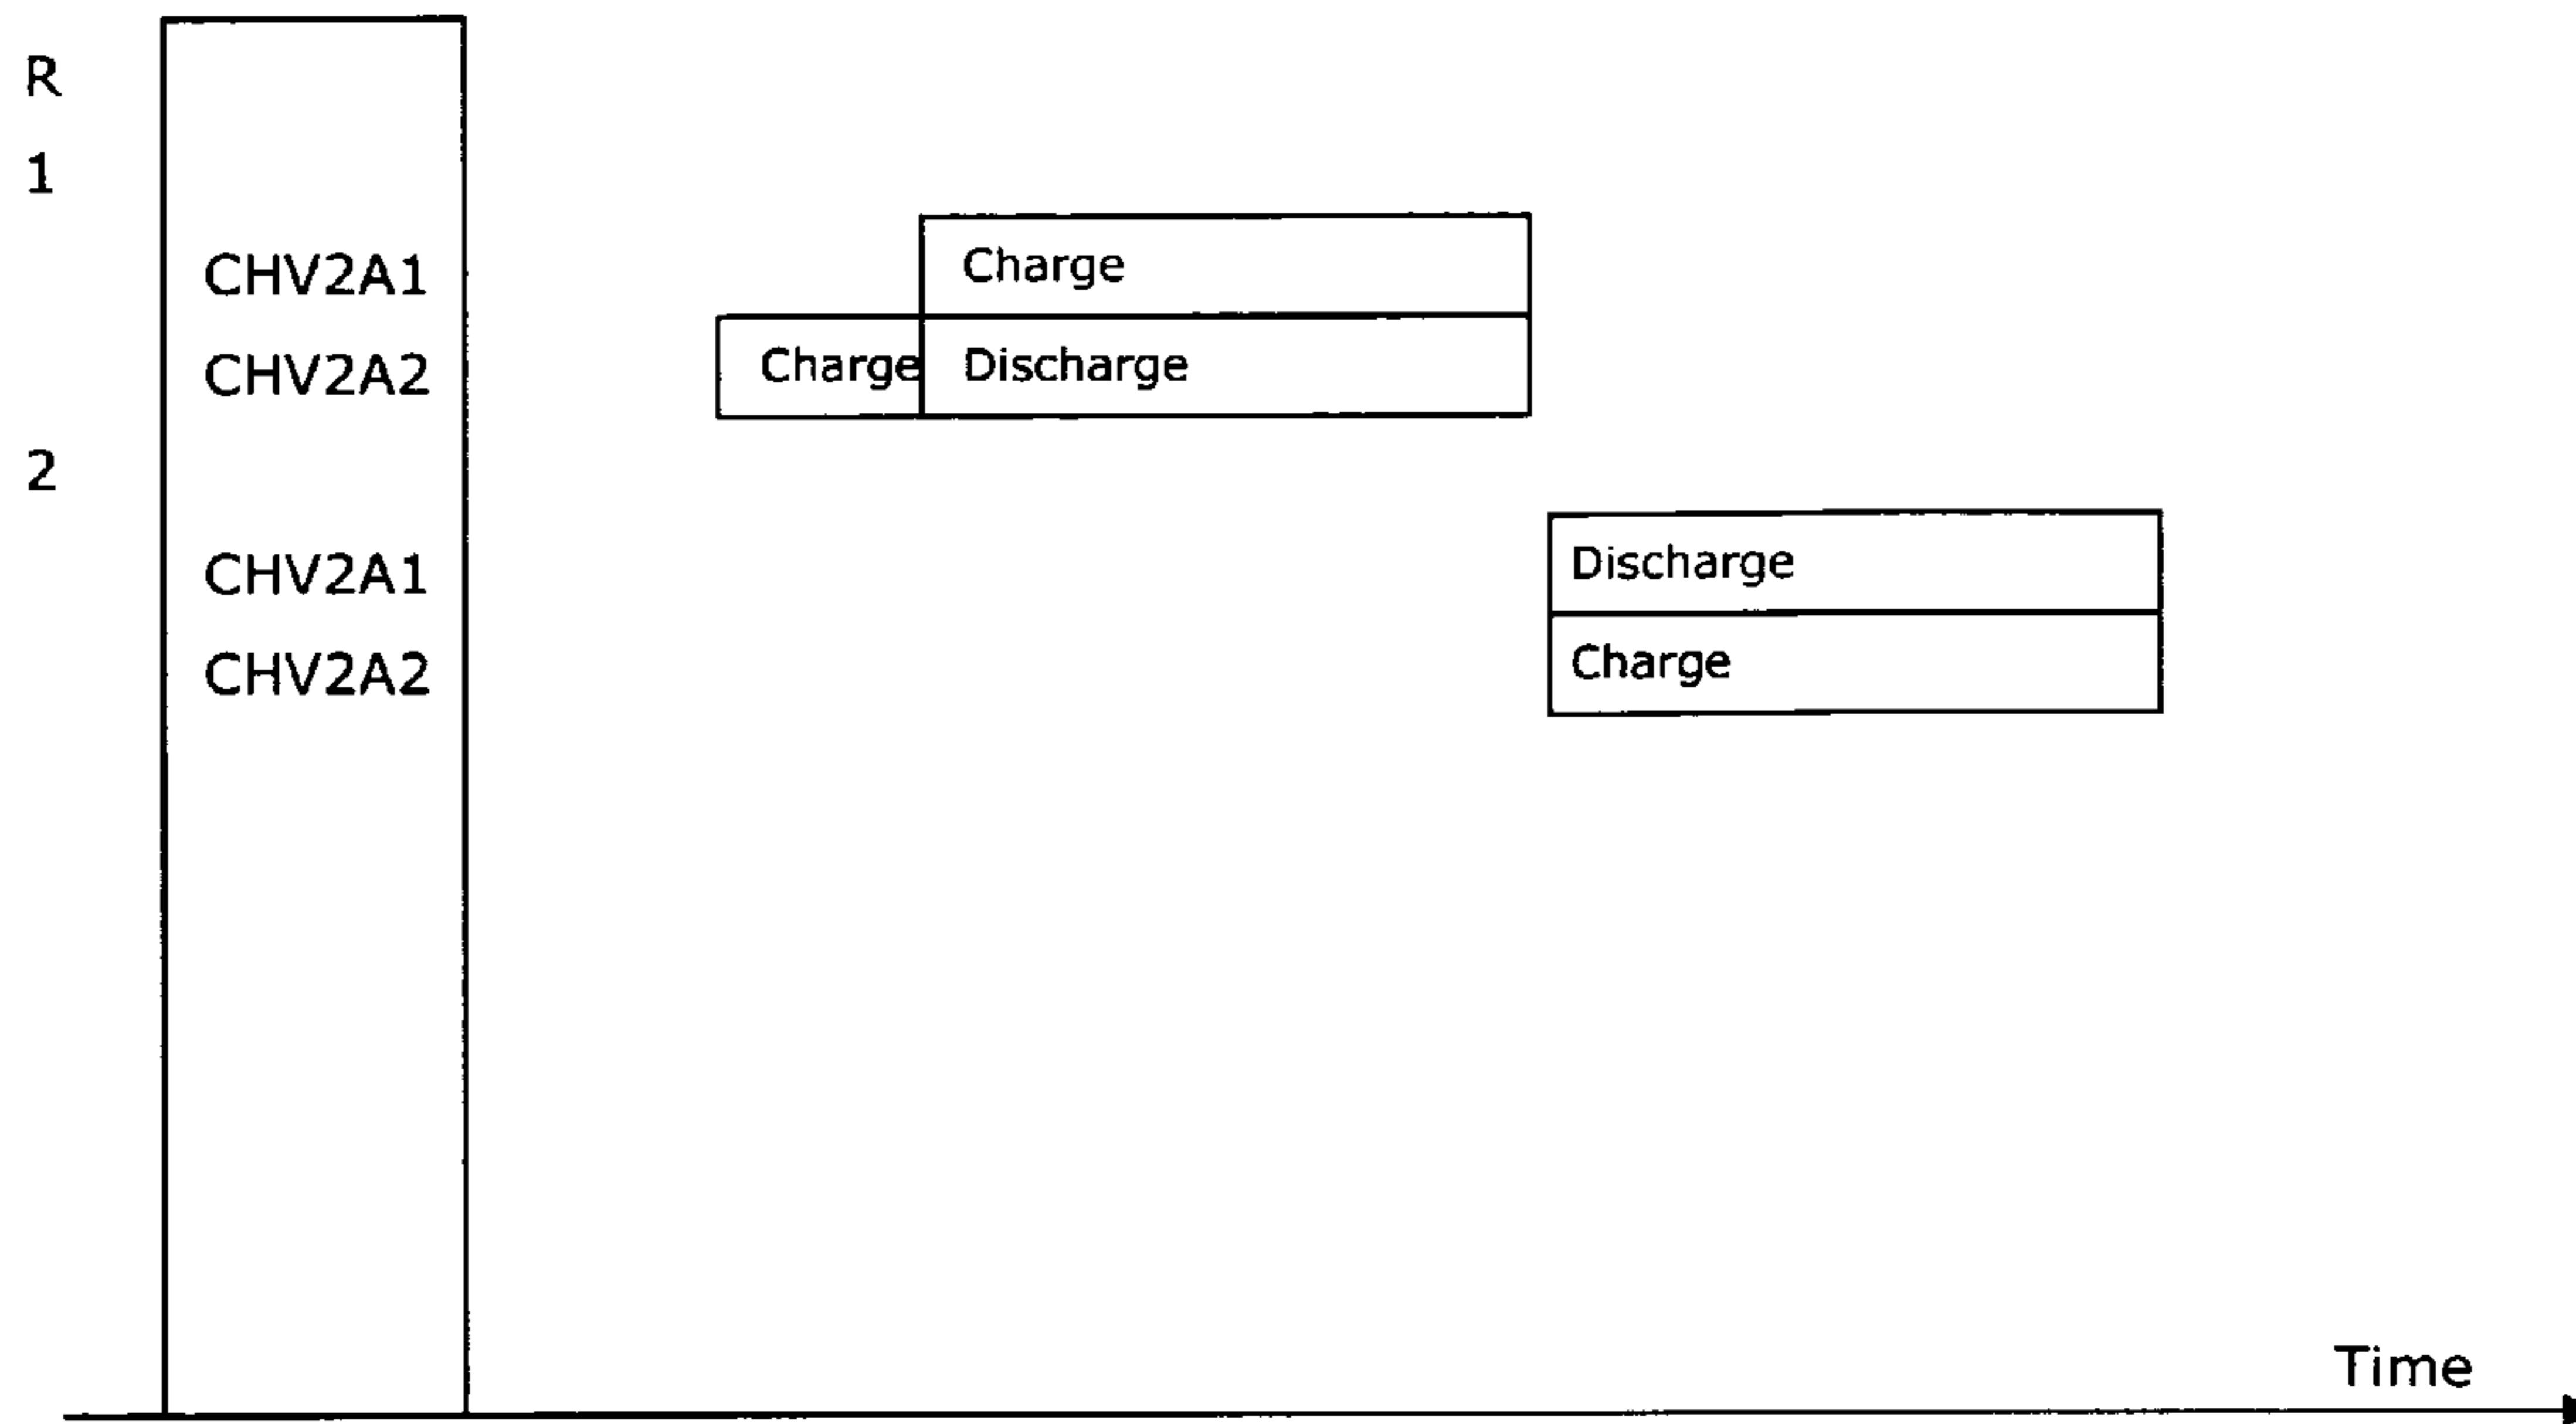 R
1
CHV2A1 Charge
CHV2A2 Charge Discharge
2
CHV2A1 Discharge
CHV2A2 Charge
Time